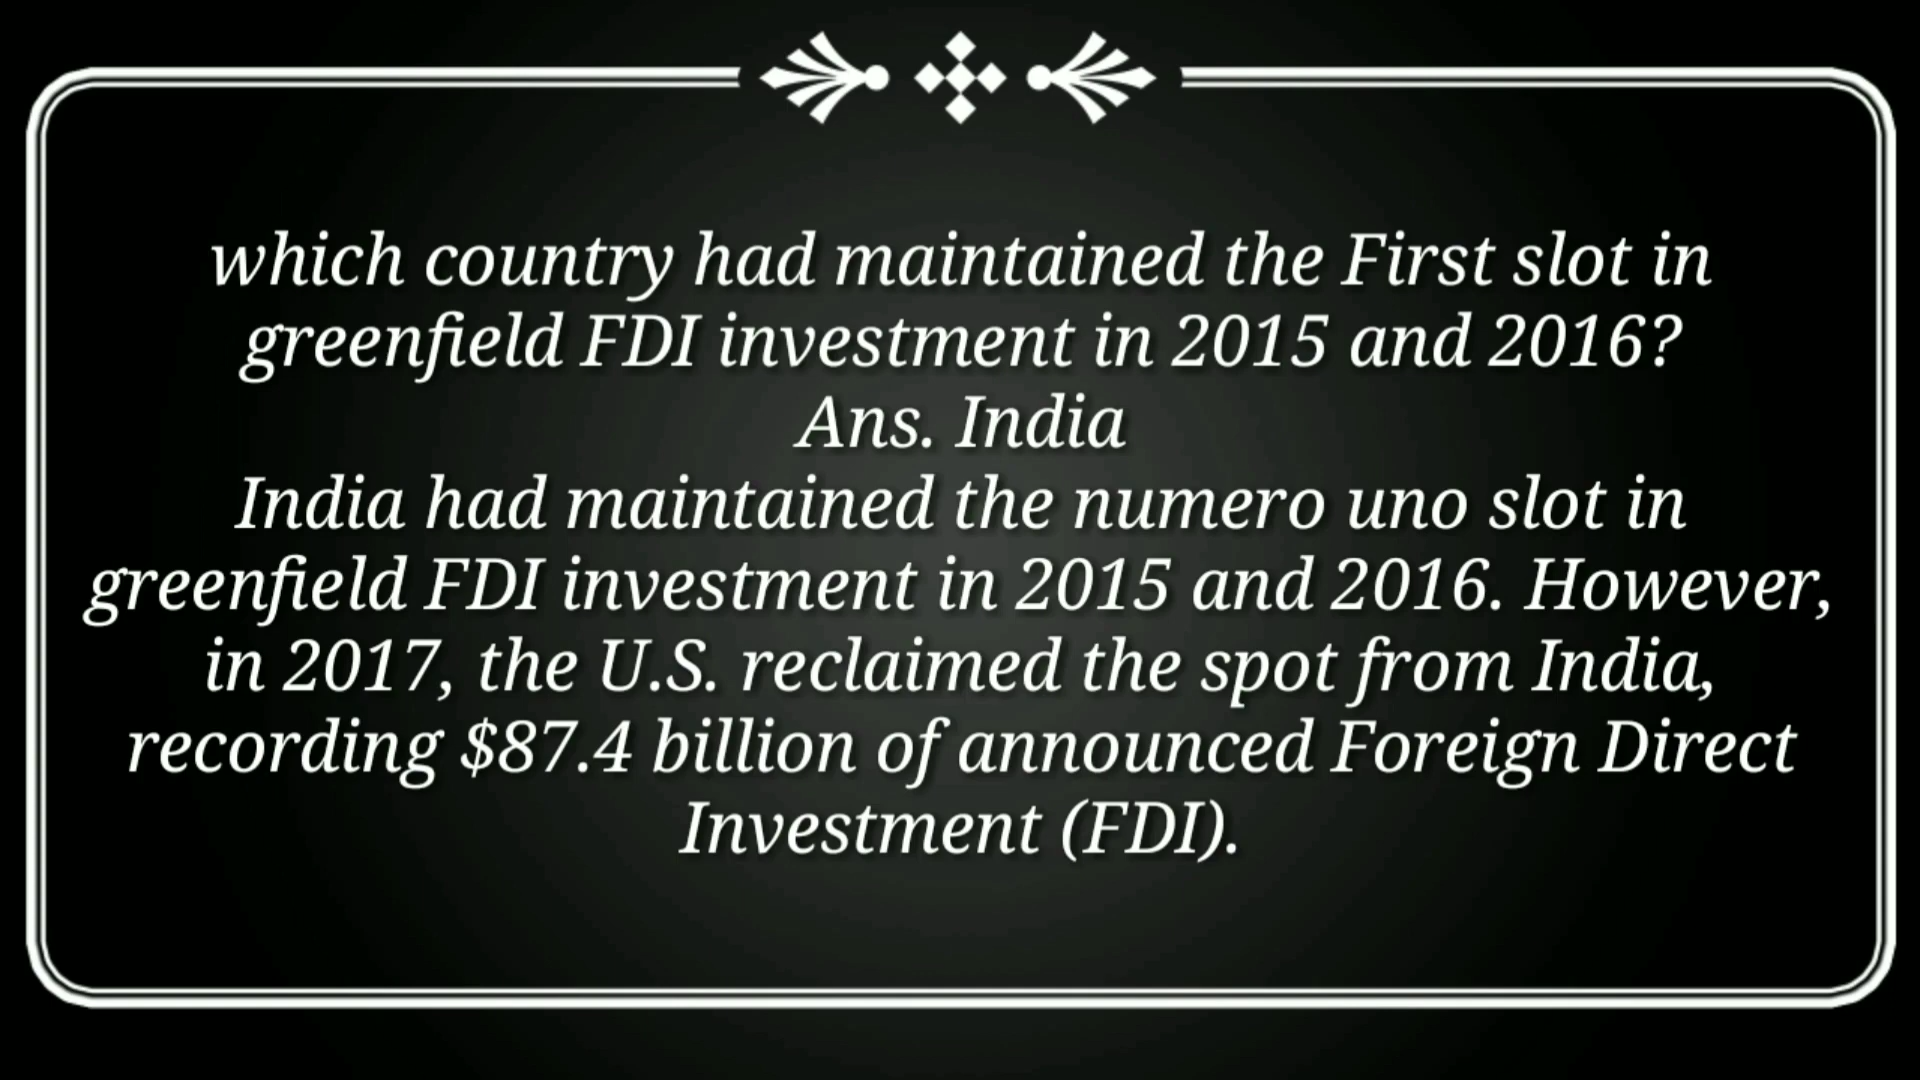 which country had maintained the First slot in
greenfield FDI investment in 2015 and 2016?
Ans. India
India had maintained the numero uno slot in
greenfield FDI investment in 2015 and 2016. However,
in 2017, the U.S. reclaimed the spot from India,
recording $87.4 billion of announced Foreign Direct
Investment (FDI).